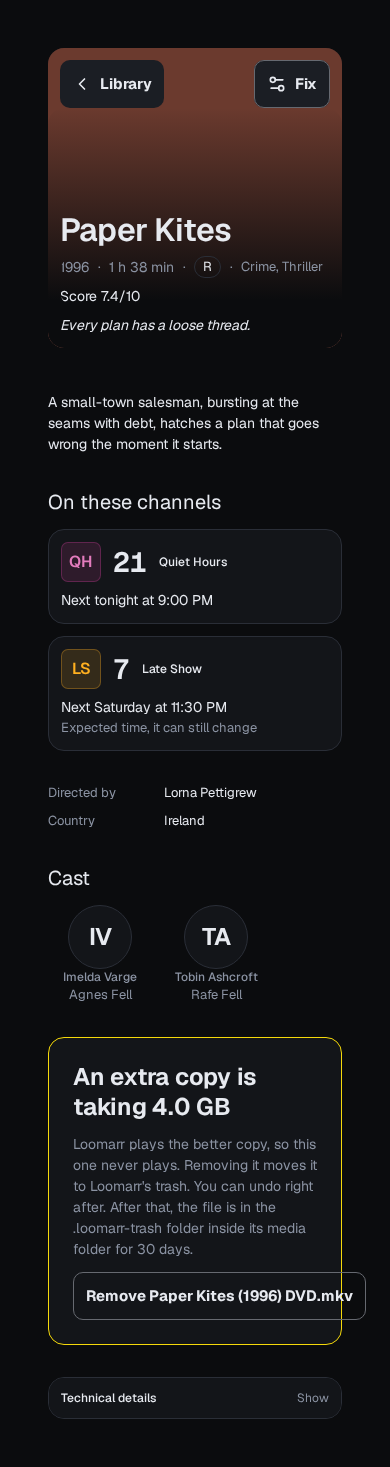 Library
Fix
Paper Kites
1996 · 1 h 38 min · R · Crime, Thriller
Score 7.4/10
Every plan has a loose thread.
A small-town salesman, bursting at the
seams with debt, hatches a plan that goes
wrong the moment it starts.
On these channels
QH 21 Quiet Hours
Next tonight at 9:00 PM
LS 7 Late Show
Next Saturday at 11:30 PM
Expected time, it can still change
Directed by Lorna Pettigrew
Country Ireland
Cast
IV TA
Imelda Varge Tobin Ashcroft
Agnes Fell Rafe Fell
An extra copy is
taking 4.0 GB
Loomarr plays the better copy, so this
one never plays. Removing it moves it
to Loomarr's trash. You can undo right
after. After that, the file is in the
.loomarr-trash folder inside its media
folder for 30 days.
Remove Paper Kites (1996) DVD.mkv
Technical details Show